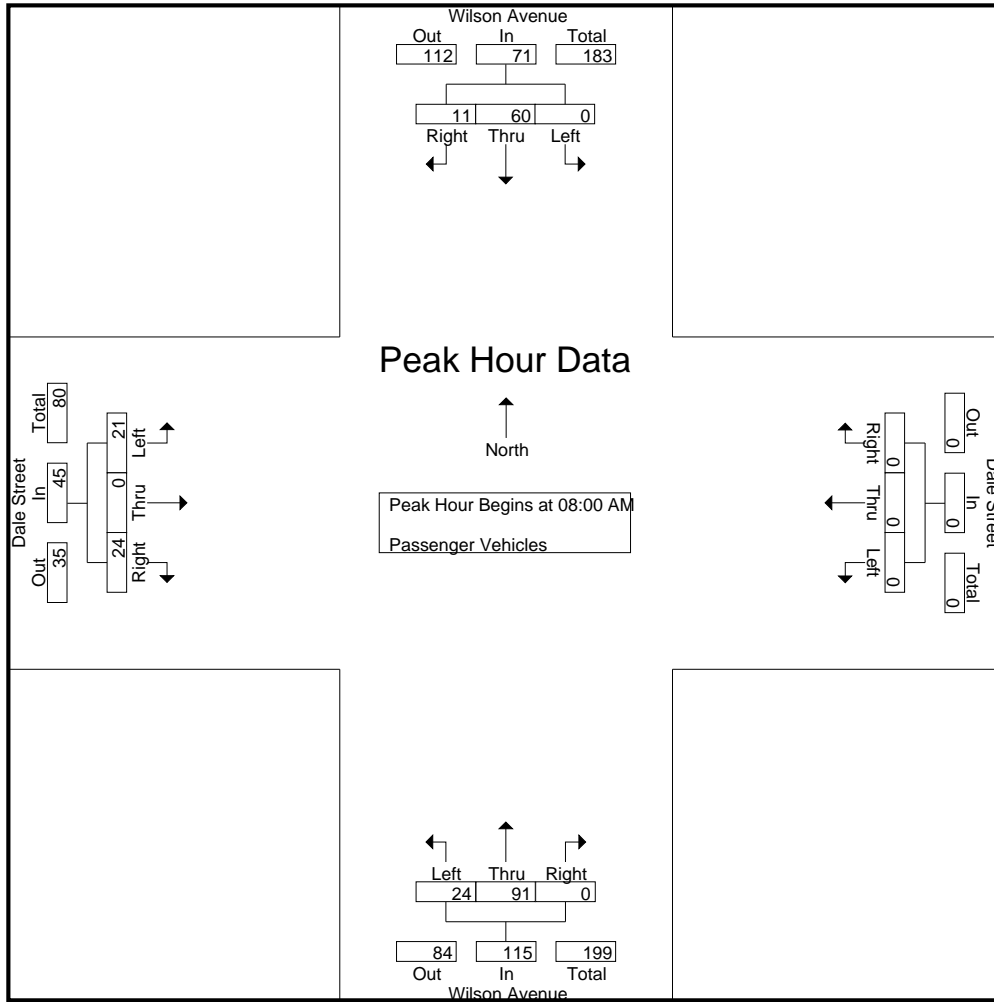 Wilson Avenue
Out In Total
112 71 183
11 60 0
Right Thru Left
Peak Hour Data
North
Peak Hour Begins at 08:00 AM
Passenger Vehicles
Dale Street
Total In Out
80 45 35
21 0 24
Left Thru Right
Dale Street
Out In Total
0 0 0
0 0 0
Right Thru Left
Left Thru Right
24 91 0
84 115 199
Out In Total
Wilson Avenue